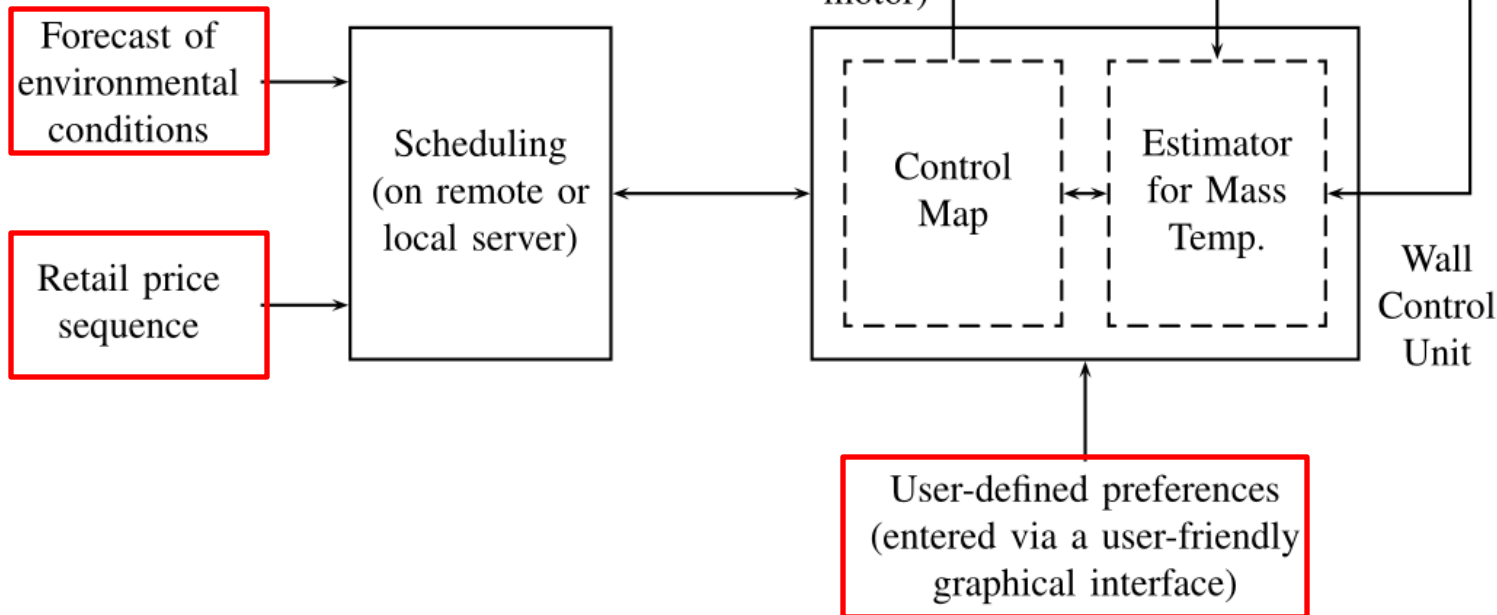 motor)
Forecast of
environmental
conditions
Scheduling
(on remote or
local server)
Control
Map
Estimator
for Mass
Temp.
Retail price
sequence
Wall
Control
Unit
User-defined preferences
(entered via a user-friendly
graphical interface)